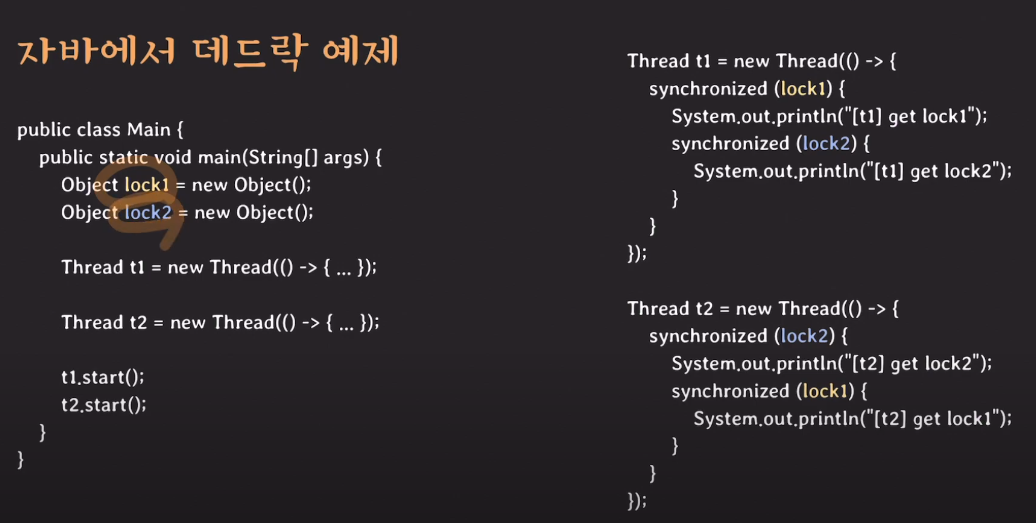 자바에서 데드락 예제
public class Main {
public static void main(String[] args) {
Object lock1 = new Object();
Object lock2 = new Object();
Thread t1 = new Thread(() -> { ... });
Thread t2 = new Thread(() -> { ... });
t1.start();
t2.start();
}
}
Thread t1 = new Thread(() -> {
synchronized (lock1) {
System.out.println("[t1] get lock1");
synchronized (lock2) {
System.out.println("[t1] get lock2");
}
}
});
Thread t2 = new Thread(() -> {
synchronized (lock2) {
System.out.println("[t2] get lock2");
synchronized (lock1) {
System.out.println("[t2] get lock1");
}
}
});